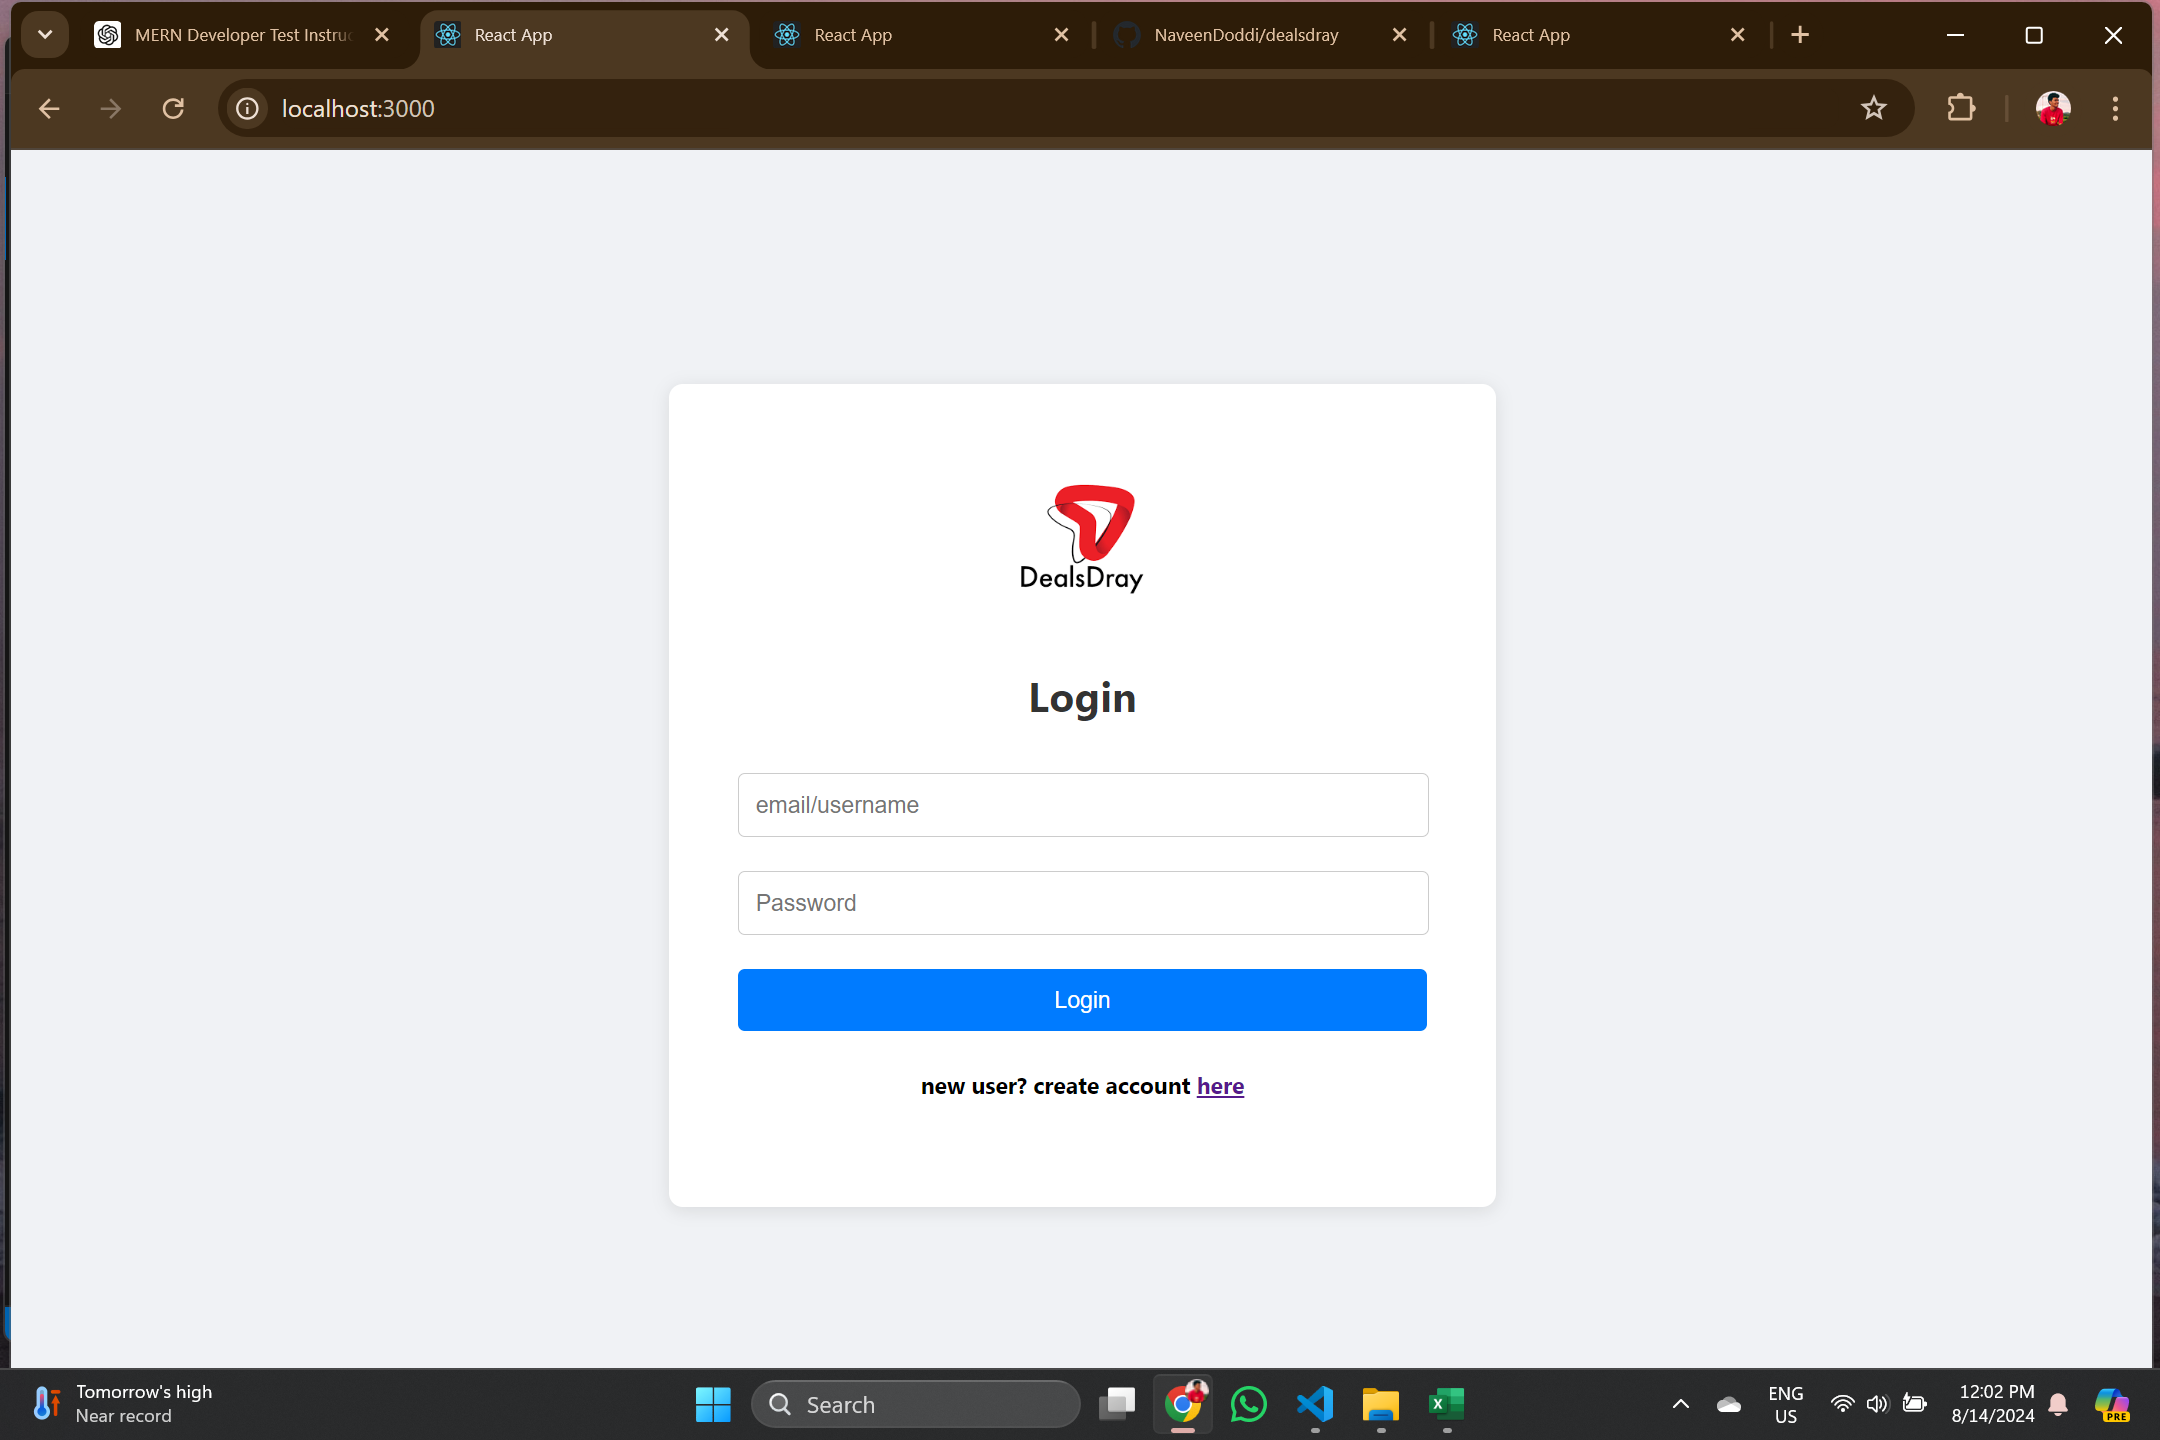 MERN Developer Test Instruc
React App
React App
NaveenDoddi/dealsdray
React App
localhost:3000
DealsDray
Login
email/username
Password
Login
new user? create account here
Tomorrow's high
Near record
Search
ENG
US
12:02 PM
8/14/2024
PRE